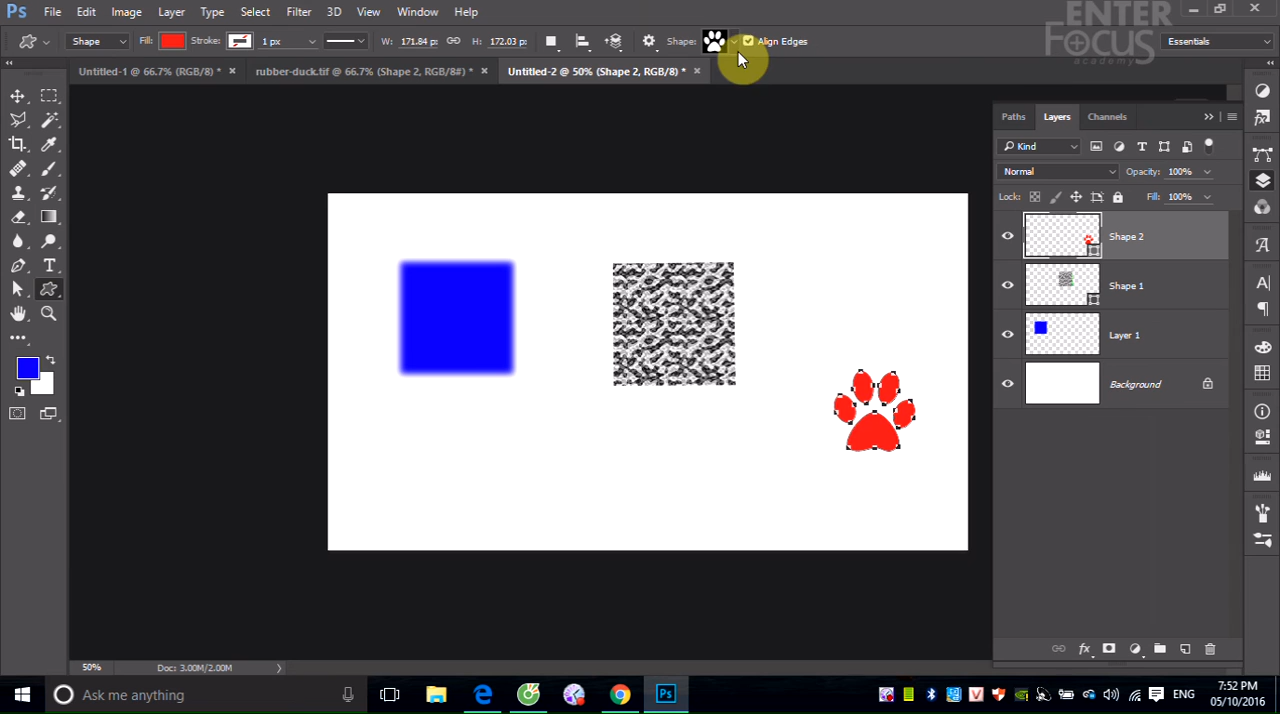 Ps File Edit Image Layer Type Select Filter 3D View Window Help
ENTER
FOCUS
academy
Shape Fill: Stroke: 1 px W: 171.84 p: H: 172.03 p: Shape: Align Edges Essentials
Untitled-1 @ 66.7% (RGB/8) * × rubber-duck.tif @ 66.7% (Shape 2, RGB/8#) * × Untitled-2 @ 50% (Shape 2, RGB/8) * ×
Paths Layers Channels
Kind
Normal Opacity: 100%
Lock: Fill: 100%
Shape 2
Shape 1
Layer 1
Background
50% Doc: 3.00M/2.00M
Ask me anything
ENG
7:52 PM
05/10/2016